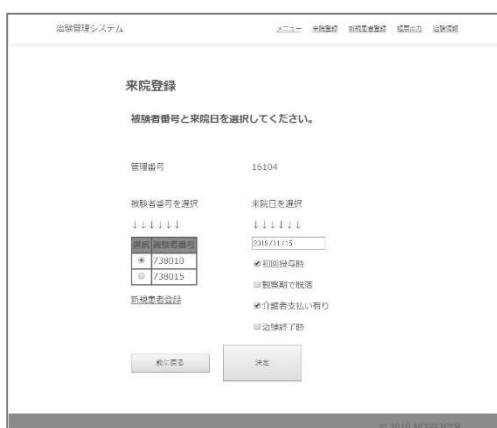 治験管理システム
メニュー 来院登録 新規患者登録 帳票出力 治験情報
来院登録
被験者番号と来院日を選択してください。
管理番号 16104
被験者番号を選択 来院日を選択
↓↓↓↓↓↓ ↓↓↓↓↓↓
選択 被験者番号 2018/11/15
738010 初回投与時
738015 観察期で脱落
新規患者登録 介護者支払い有り
治験終了時
前に戻る 決定